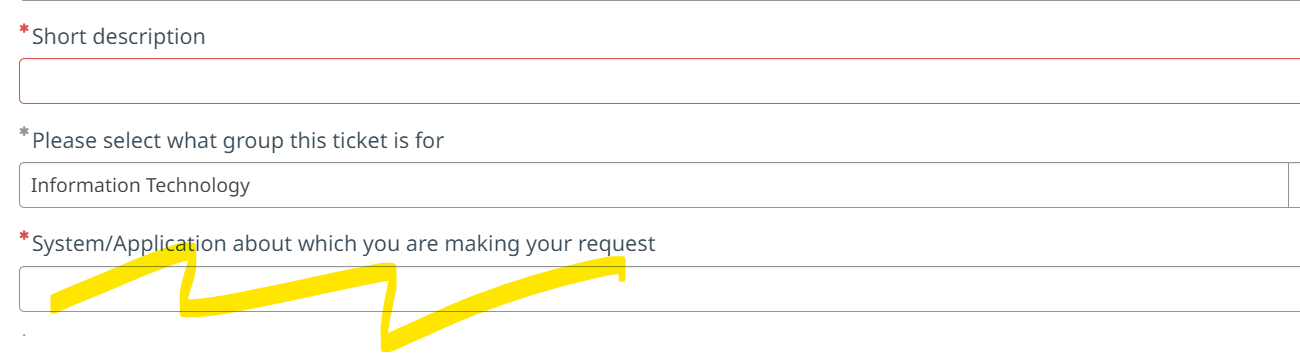 *Short description
*Please select what group this ticket is for
Information Technology
*System/Application about which you are making your request